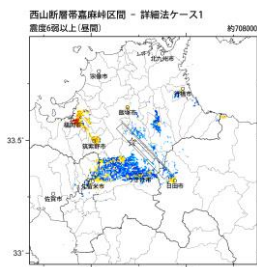 西山断層帯嘉麻峠区間 - 詳細法ケース1
震度6弱以上(昼間)
約708000
北九州市
宗像市
飯塚市
福岡市
33.5°
筑紫野市
久留米市
日田市
佐賀市
33°